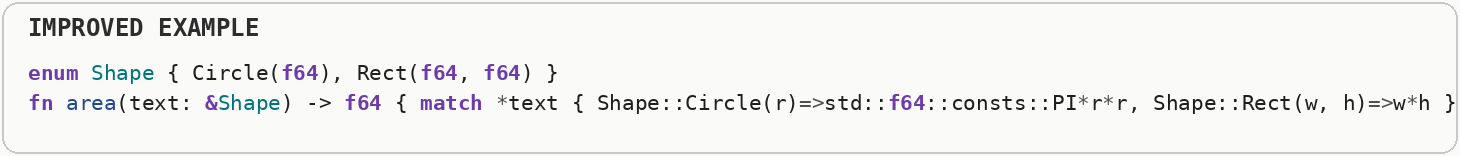 IMPROVED EXAMPLE
enum Shape { Circle(f64), Rect(f64, f64) }
fn area(text: &Shape) -> f64 { match *text { Shape::Circle(r)=>std::f64::consts::PI*r*r, Shape::Rect(w, h)=>w*h }